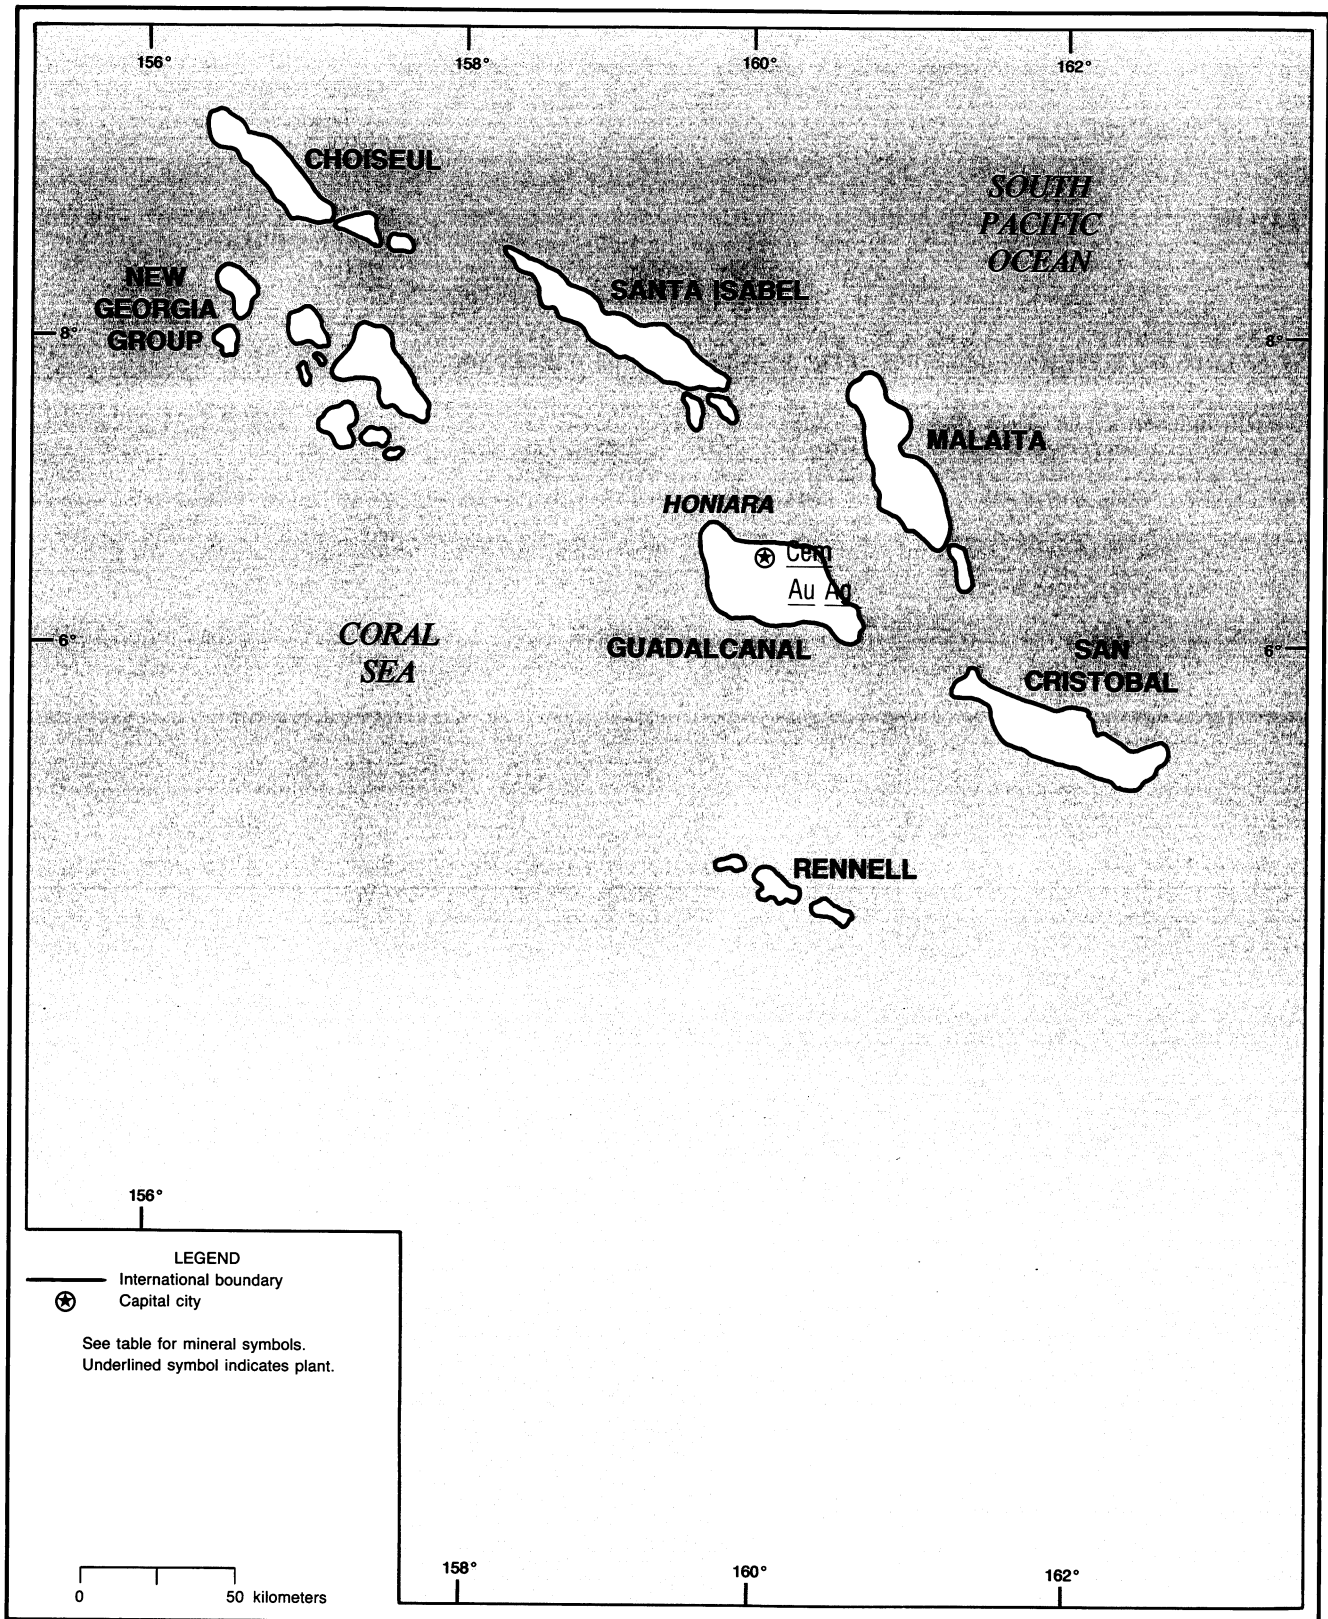 156°
158°
160°
162°
CHOISEUL
SOUTH
PACIFIC
OCEAN
NEW
GEORGIA
GROUP
SANTA ISABEL
8°
8°
MALAITA
HONIARA
Cem
Au Ag
CORAL
SEA
6°
GUADALCANAL
6°
SAN
CRISTOBAL
RENNELL
156°
LEGEND
International boundary
Capital city
See table for mineral symbols.
Underlined symbol indicates plant.
0 50 kilometers
158°
160°
162°